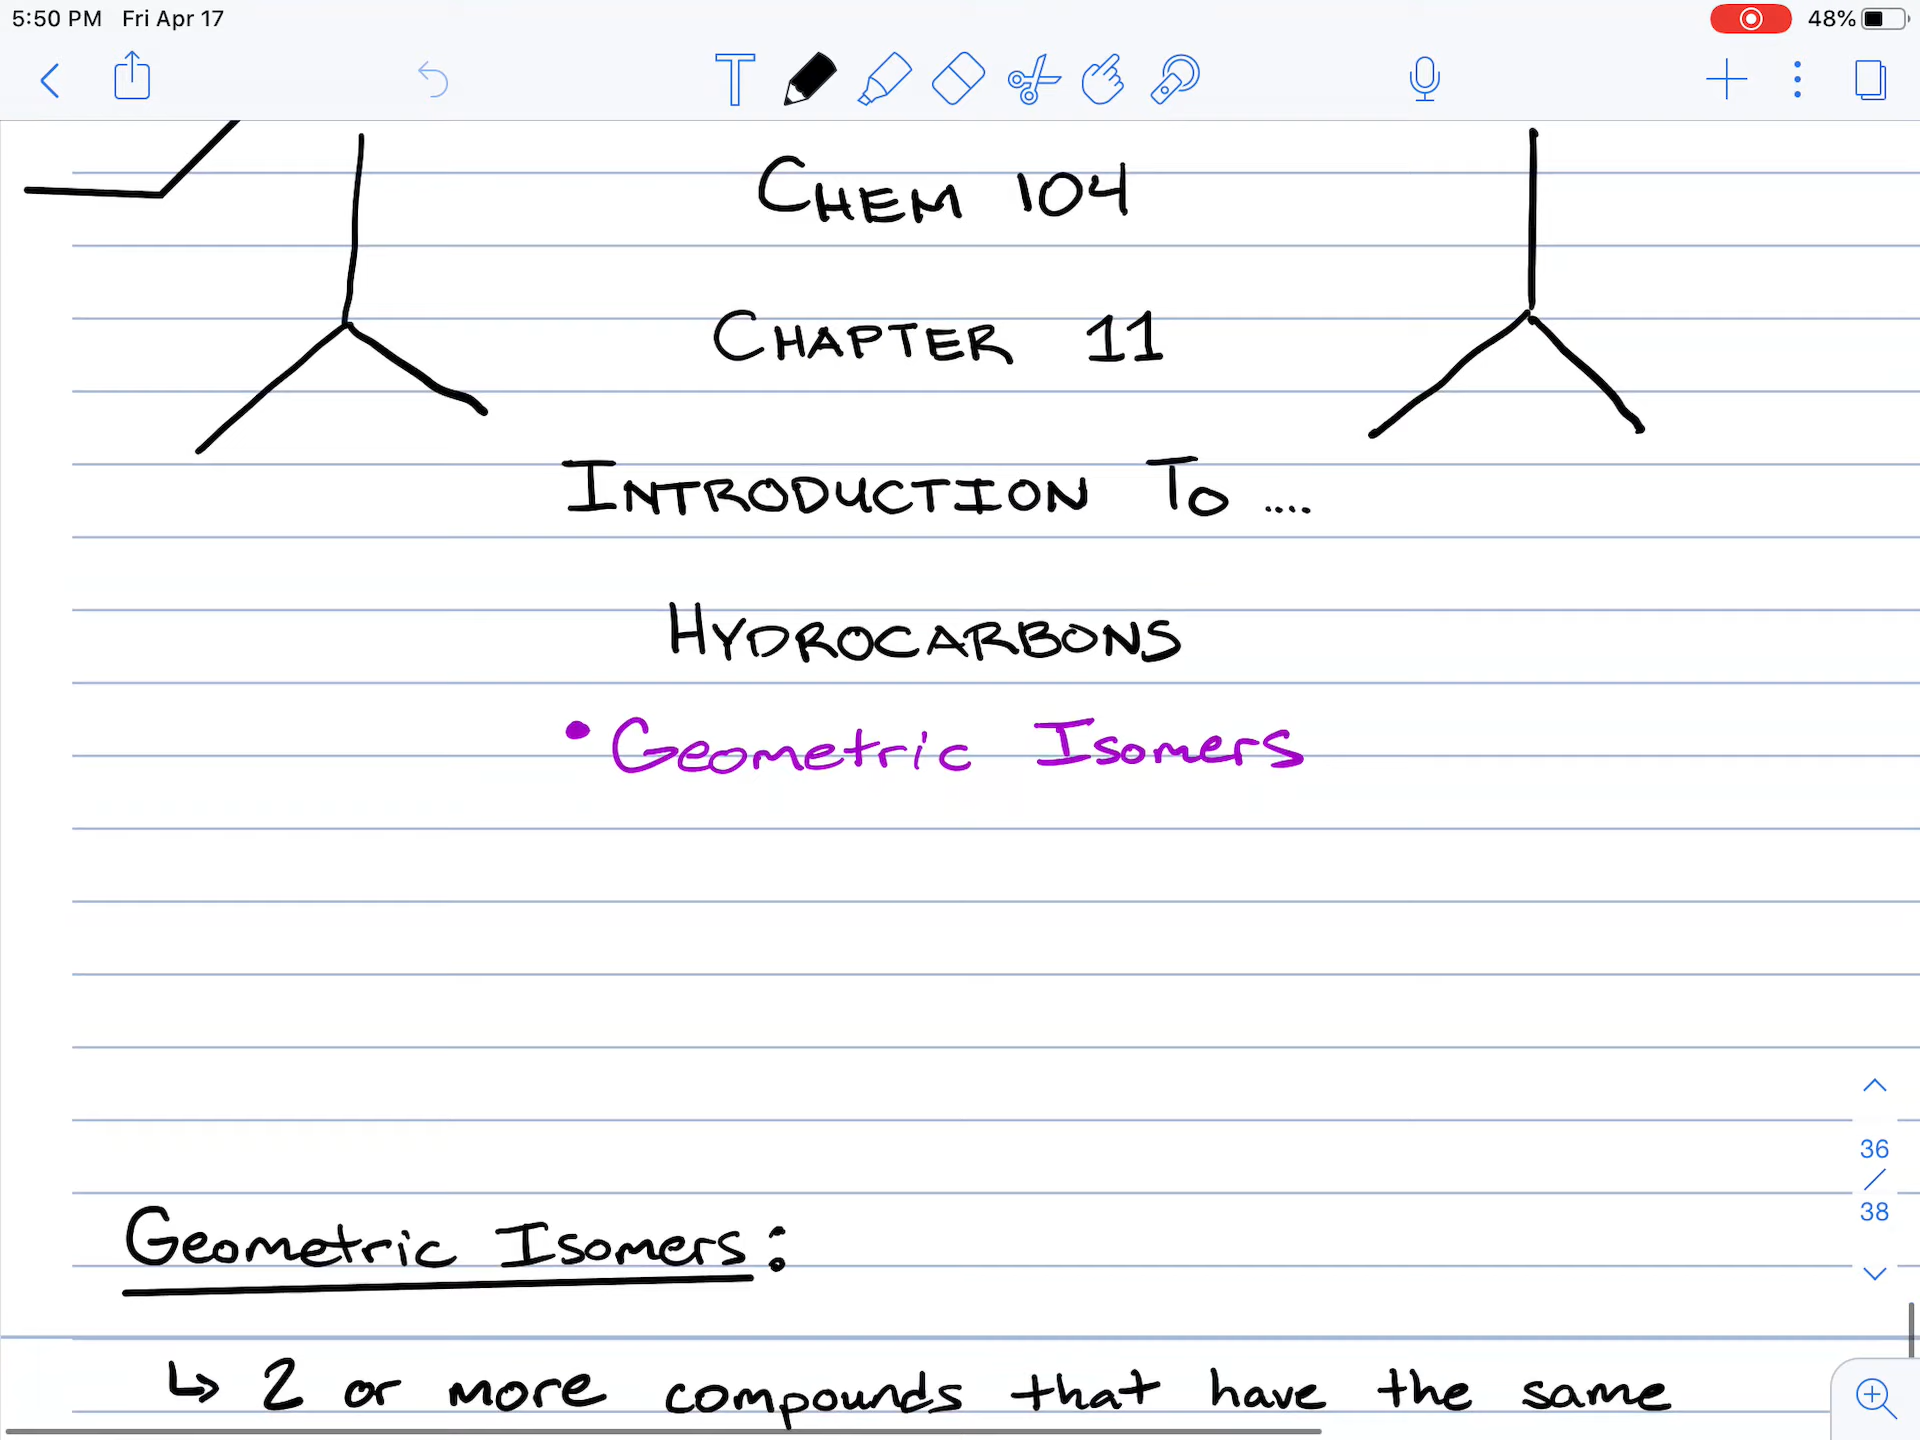 5:50 PM Fri Apr 17 48%
CHEM 104
CHAPTER 11
INTRODUCTION TO ....
HYDROCARBONS
• Geometric Isomers
36
/
38
Geometric Isomers:
↳ 2 or more compounds that have the same